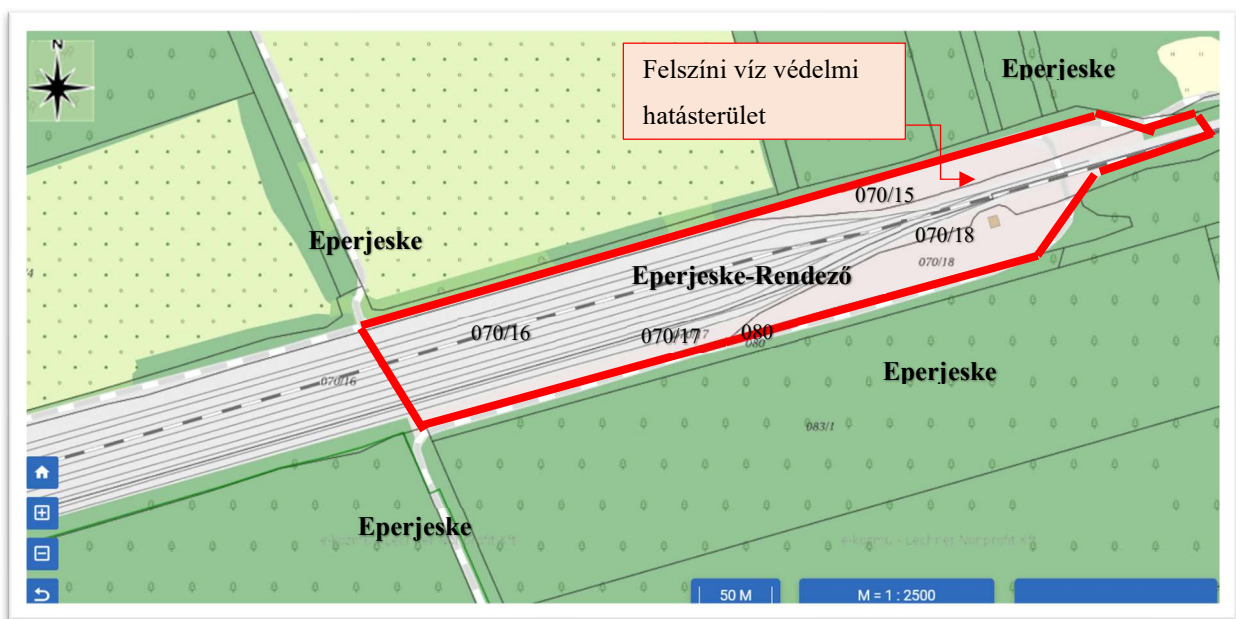 N
Felszíni víz védelmi
hatásterület
Eperjeske
070/15
Eperjeske
070/18
070/18
Eperjeske-Rendező
070/16
070/17
080
080
070/16
Eperjeske
083/1
Eperjeske
50 M
M = 1 : 2500